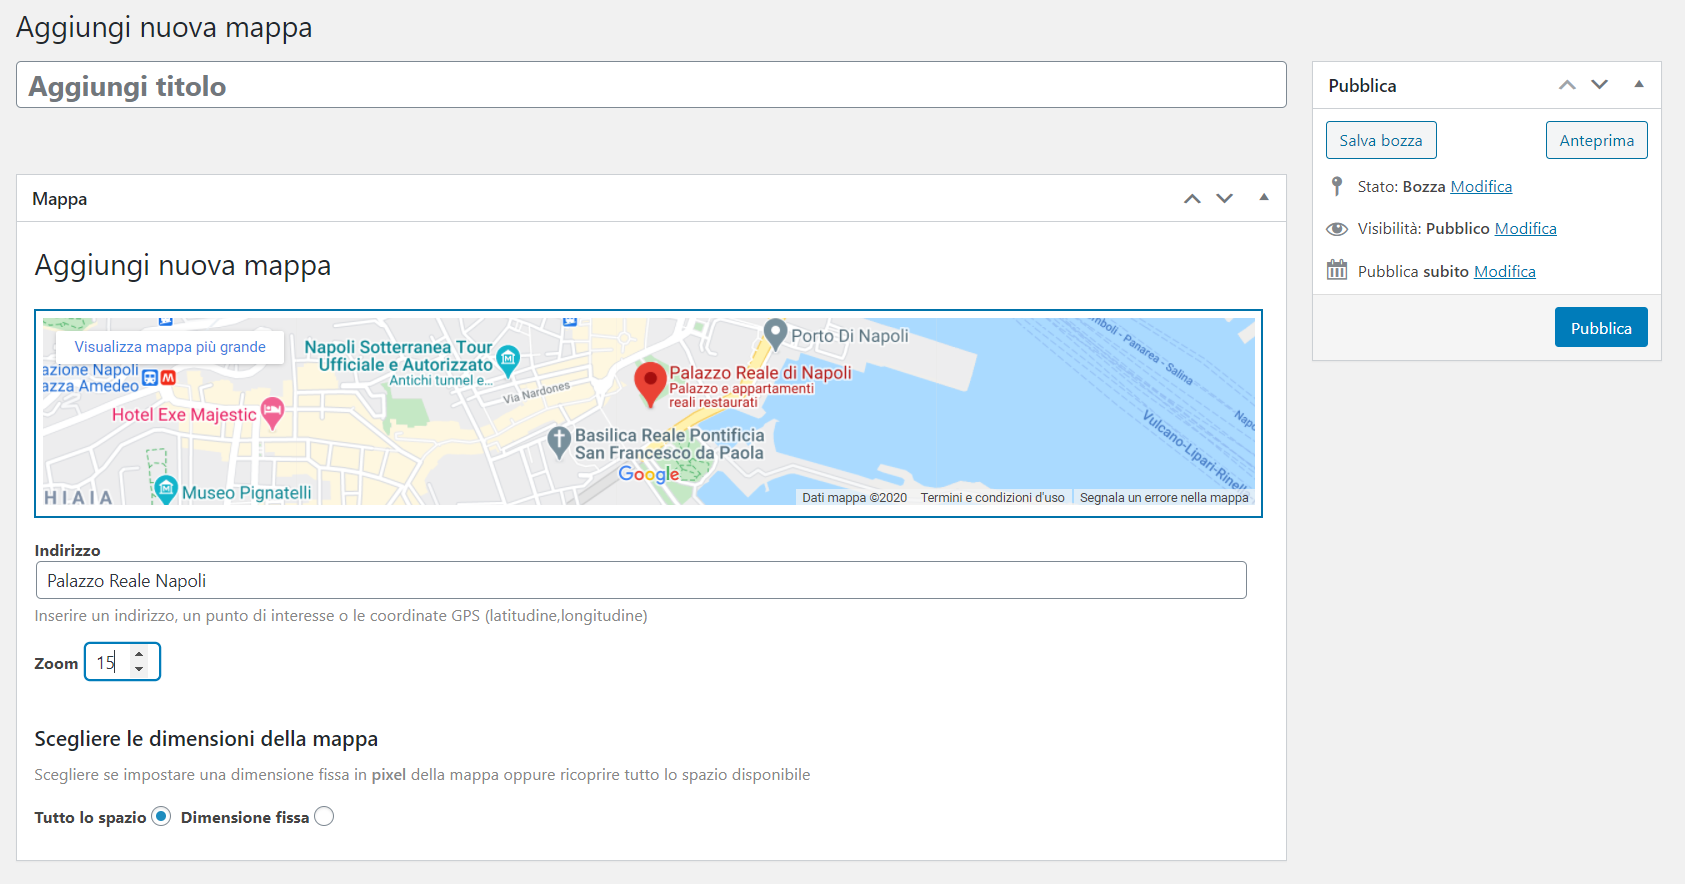 Aggiungi nuova mappa
Aggiungi titolo
Mappa
Aggiungi nuova mappa
Visualizza mappa più grande
azione Napoli
azza Amedeo
M
Hotel Exe Majestic
HIAIA
Museo Pignatelli
Napoli Sotterranea Tour
Ufficiale e Autorizzato
Antichi tunnel e...
Via Nardones
Porto Di Napoli
Palazzo Reale di Napoli
Palazzo e appartamenti
reali restaurati
Basilica Reale Pontificia
San Francesco da Paola
Google
mboli - Panarea - Salina
Vulcano-Lipari-Rinell
Napo
Dati mappa ©2020 Termini e condizioni d'uso Segnala un errore nella mappa
Indirizzo
Palazzo Reale Napoli
Inserire un indirizzo, un punto di interesse o le coordinate GPS (latitudine,longitudine)
Zoom 15
Scegliere le dimensioni della mappa
Scegliere se impostare una dimensione fissa in pixel della mappa oppure ricoprire tutto lo spazio disponibile
Tutto lo spazio Dimensione fissa
Pubblica
Salva bozza Anteprima
Stato: Bozza Modifica
Visibilità: Pubblico Modifica
Pubblica subito Modifica
Pubblica